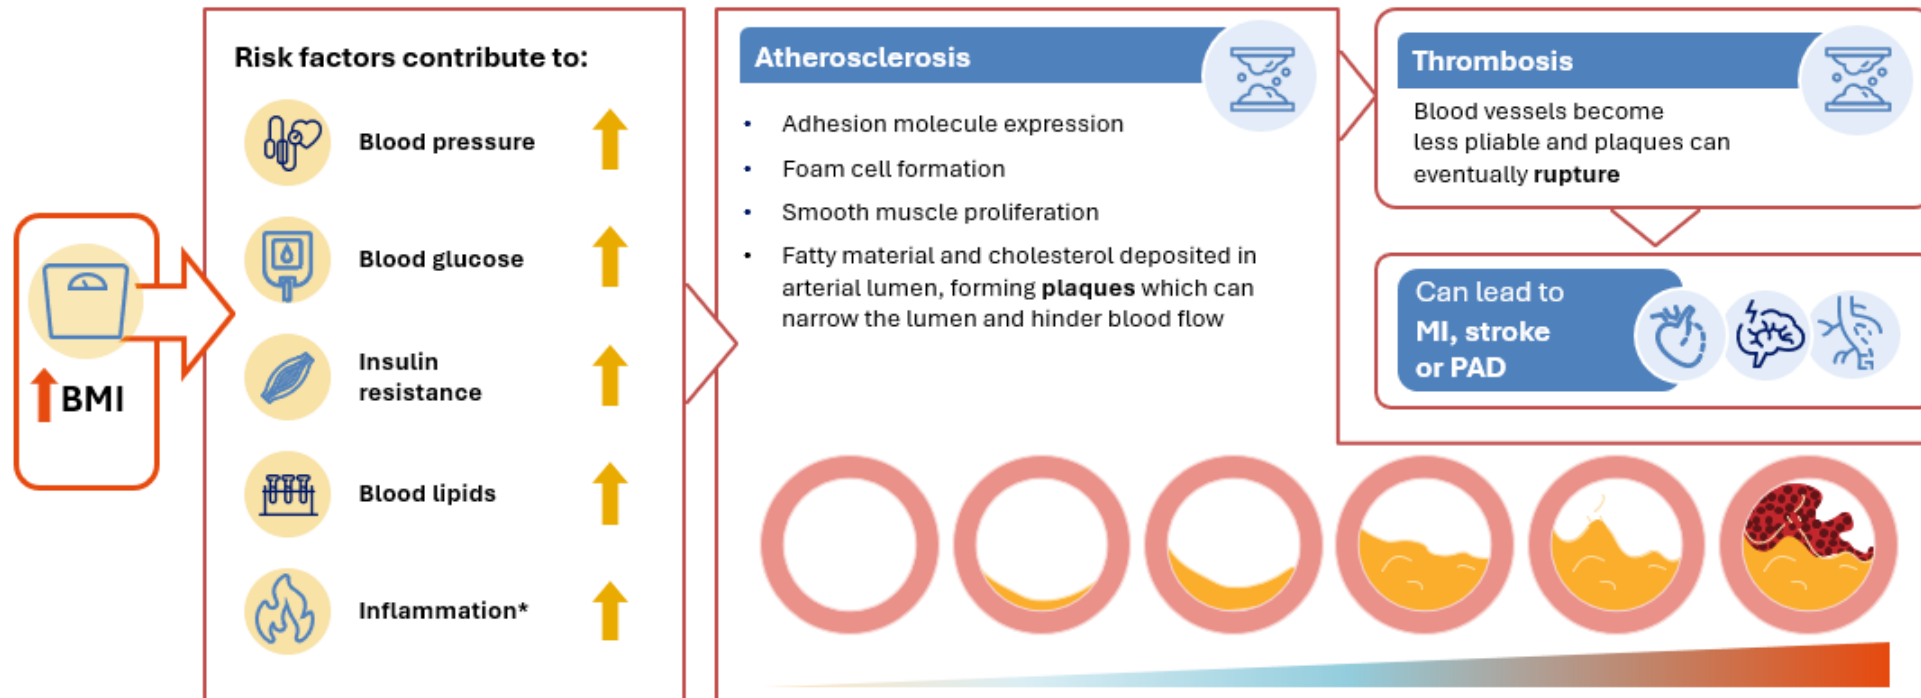 BMI
Risk factors contribute to:
Blood pressure
Blood glucose
Insulin
resistance
Blood lipids
Inflammation*
Atherosclerosis
• Adhesion molecule expression
• Foam cell formation
• Smooth muscle proliferation
• Fatty material and cholesterol deposited in
arterial lumen, forming plaques which can
narrow the lumen and hinder blood flow
Thrombosis
Blood vessels become
less pliable and plaques can
eventually rupture
Can lead to
MI, stroke
or PAD